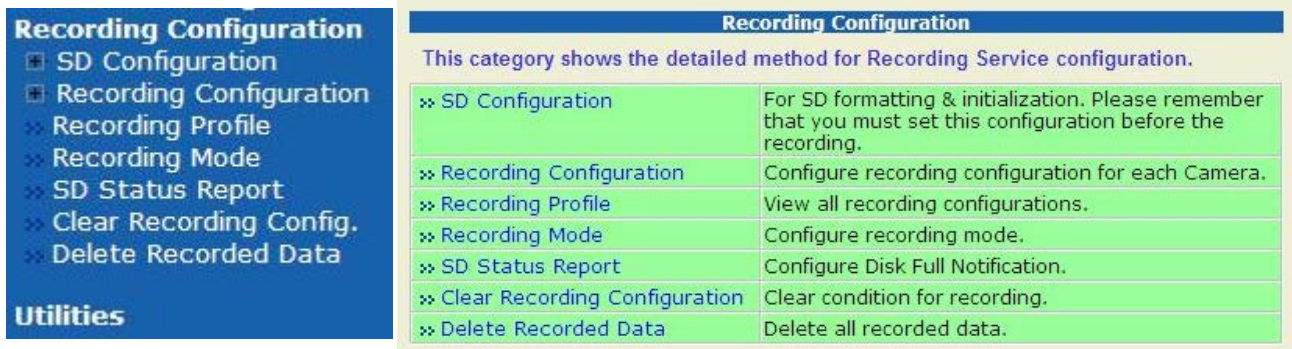 Recording Configuration
SD Configuration
Recording Configuration
» Recording Profile
» Recording Mode
» SD Status Report
» Clear Recording Config.
» Delete Recorded Data
Utilities
Recording Configuration
This category shows the detailed method for Recording Service configuration.
» SD Configuration
For SD formatting & initialization. Please remember
that you must set this configuration before the
recording.
» Recording Configuration
Configure recording configuration for each Camera.
» Recording Profile
View all recording configurations.
» Recording Mode
Configure recording mode.
» SD Status Report
Configure Disk Full Notification.
» Clear Recording Configuration
Clear condition for recording.
» Delete Recorded Data
Delete all recorded data.